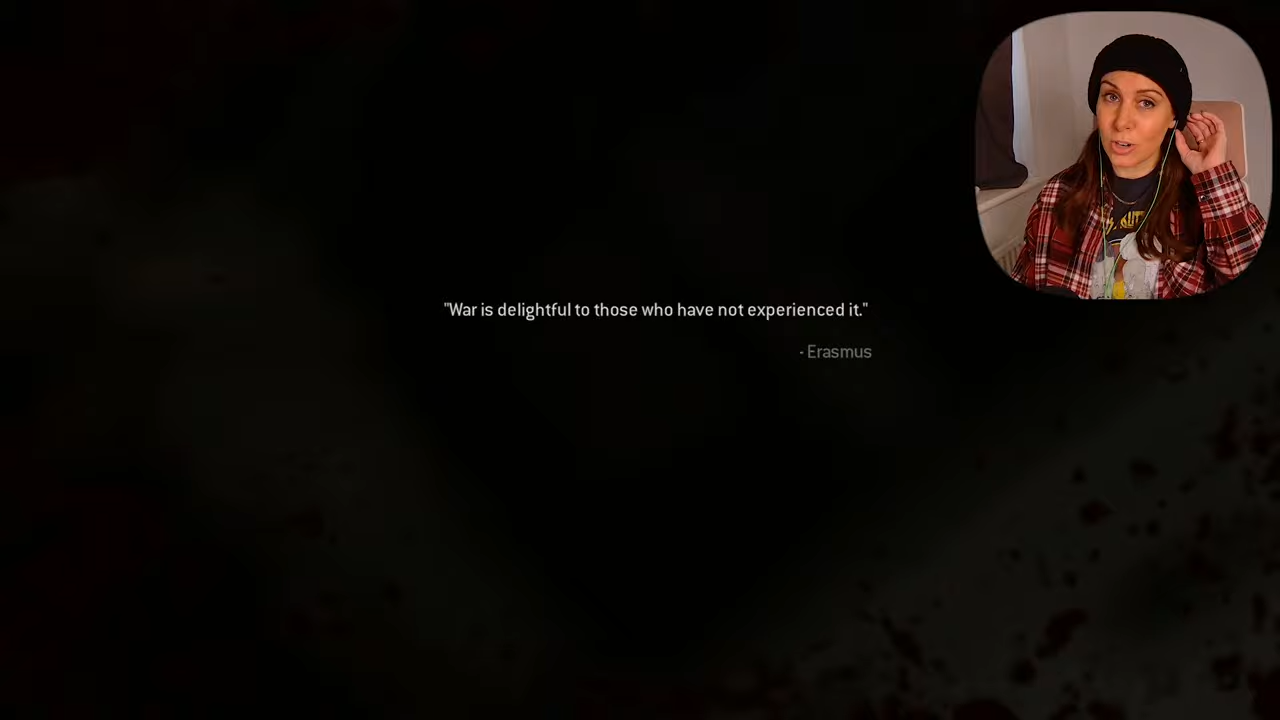 "War is delightful to those who have not experienced it."
- Erasmus